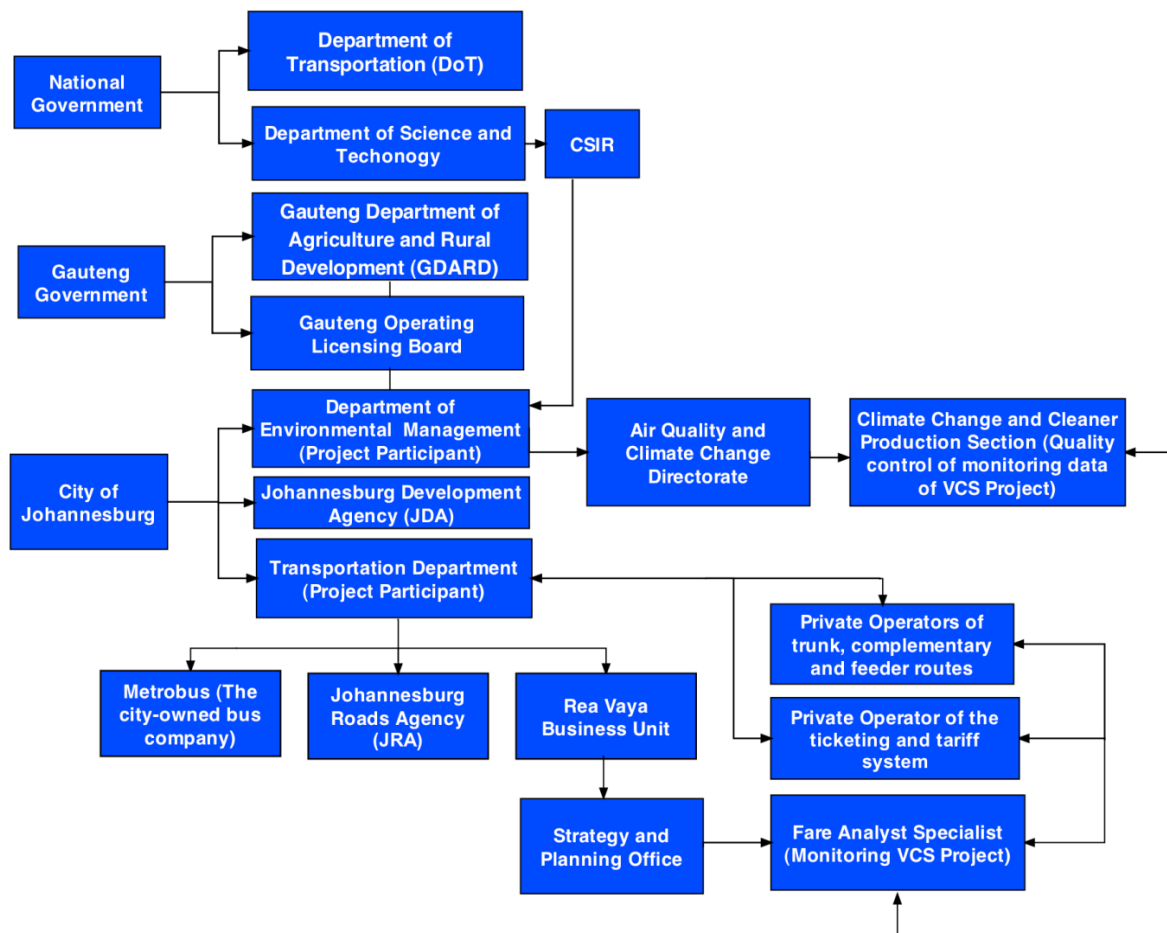 Department of
Transportation (DoT)
National
Government
Department of Science and
Techonogy
CSIR
Gauteng Department of
Agriculture and Rural
Development (GDARD)
Gauteng
Government
Gauteng Operating
Licensing Board
Department of
Environmental Management
(Project Participant)
Air Quality and
Climate Change
Directorate
Climate Change and Cleaner
Production Section (Quality
control of monitoring data
of VCS Project)
City of
Johannesburg
Johannesburg Development
Agency (JDA)
Transportation Department
(Project Participant)
Private Operators of
trunk, complementary
and feeder routes
Metrobus (The
city-owned bus
company)
Johannesburg
Roads Agency
(JRA)
Rea Vaya
Business Unit
Private Operator of the
ticketing and tariff
system
Strategy and
Planning Office
Fare Analyst Specialist
(Monitoring VCS Project)